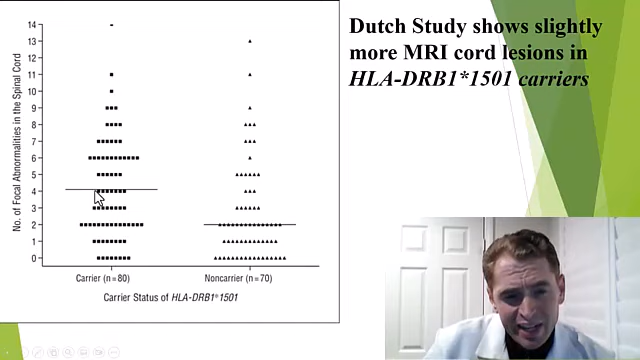 Dutch Study shows slightly
more MRI cord lesions in
HLA-DRB1*1501 carriers
No. of Focal Abnormalities in the Spinal Cord
14
13
12
11
10
9
8
7
6
5
4
3
2
1
0
Carrier (n=80)
Noncarrier (n=70)
Carrier Status of HLA-DRB1*1501